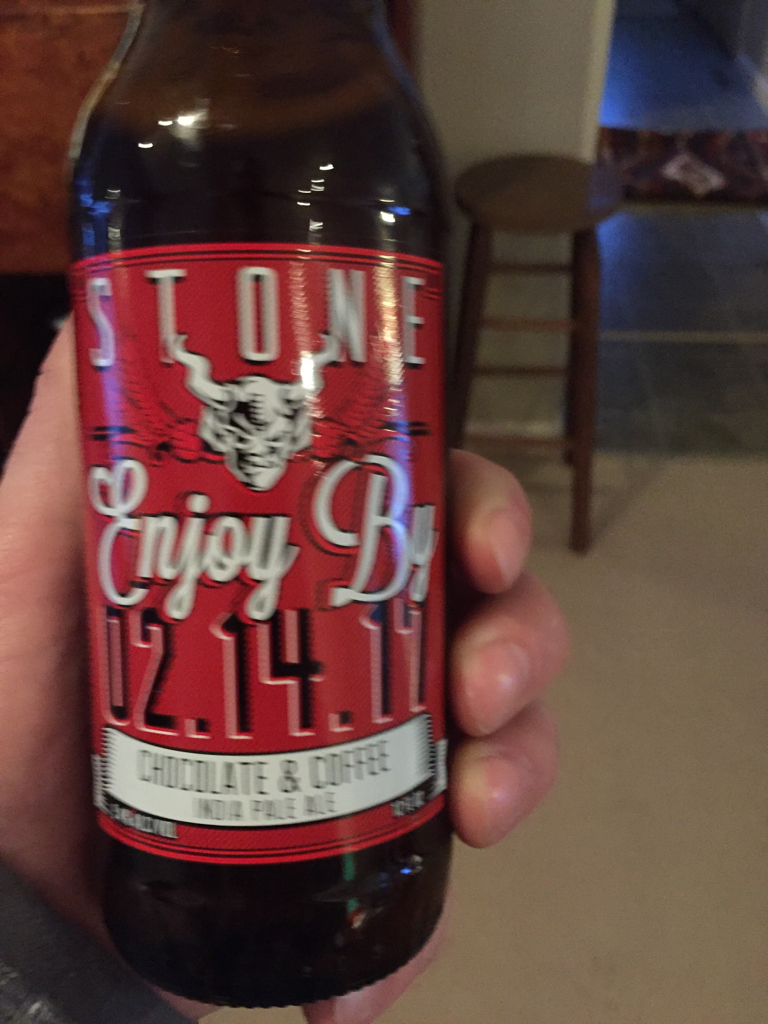 STONE
Enjoy By
02.14.17
CHOCOLATE & COFFEE
INDIA PALE ALE